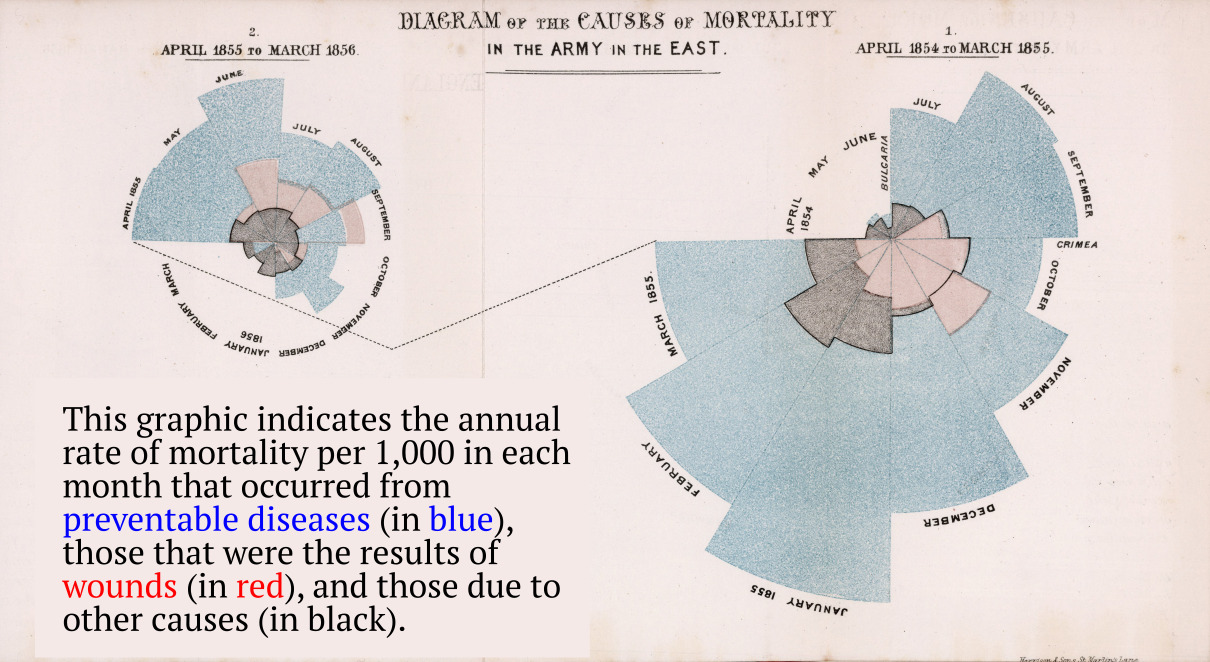 DIAGRAM OF THE CAUSES OF MORTALITY
IN THE ARMY IN THE EAST.
2.
APRIL 1855 TO MARCH 1856.
1.
APRIL 1854 TO MARCH 1855.
APRIL 1855
MAY
JUNE
JULY
AUGUST
SEPTEMBER
OCTOBER
NOVEMBER
DECEMBER
JANUARY 1856
FEBRUARY
MARCH
APRIL 1854
MAY
JUNE
BULGARIA
JULY
AUGUST
SEPTEMBER
CRIMEA
OCTOBER
NOVEMBER
DECEMBER
JANUARY 1855
FEBRUARY
MARCH 1855.
This graphic indicates the annual
rate of mortality per 1,000 in each
month that occurred from
preventable diseases (in blue),
those that were the results of
wounds (in red), and those due to
other causes (in black).